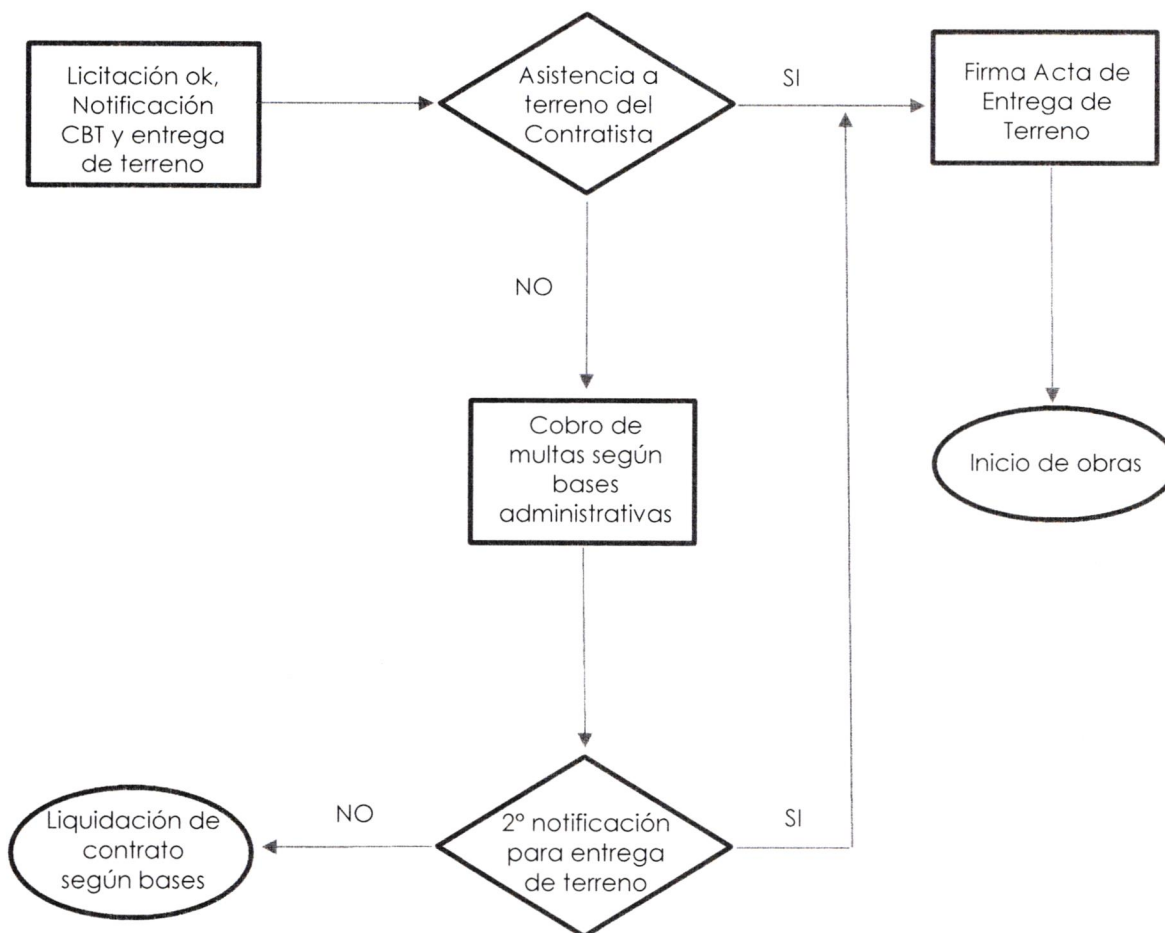 Licitación ok,
Notificación
CBT y entrega
de terreno
Asistencia a
terreno del
Contratista
SI
Firma Acta de
Entrega de
Terreno
NO
Cobro de
multas según
bases
administrativas
Inicio de obras
Liquidación de
contrato
según bases
NO
2° notificación
para entrega
de terreno
SI